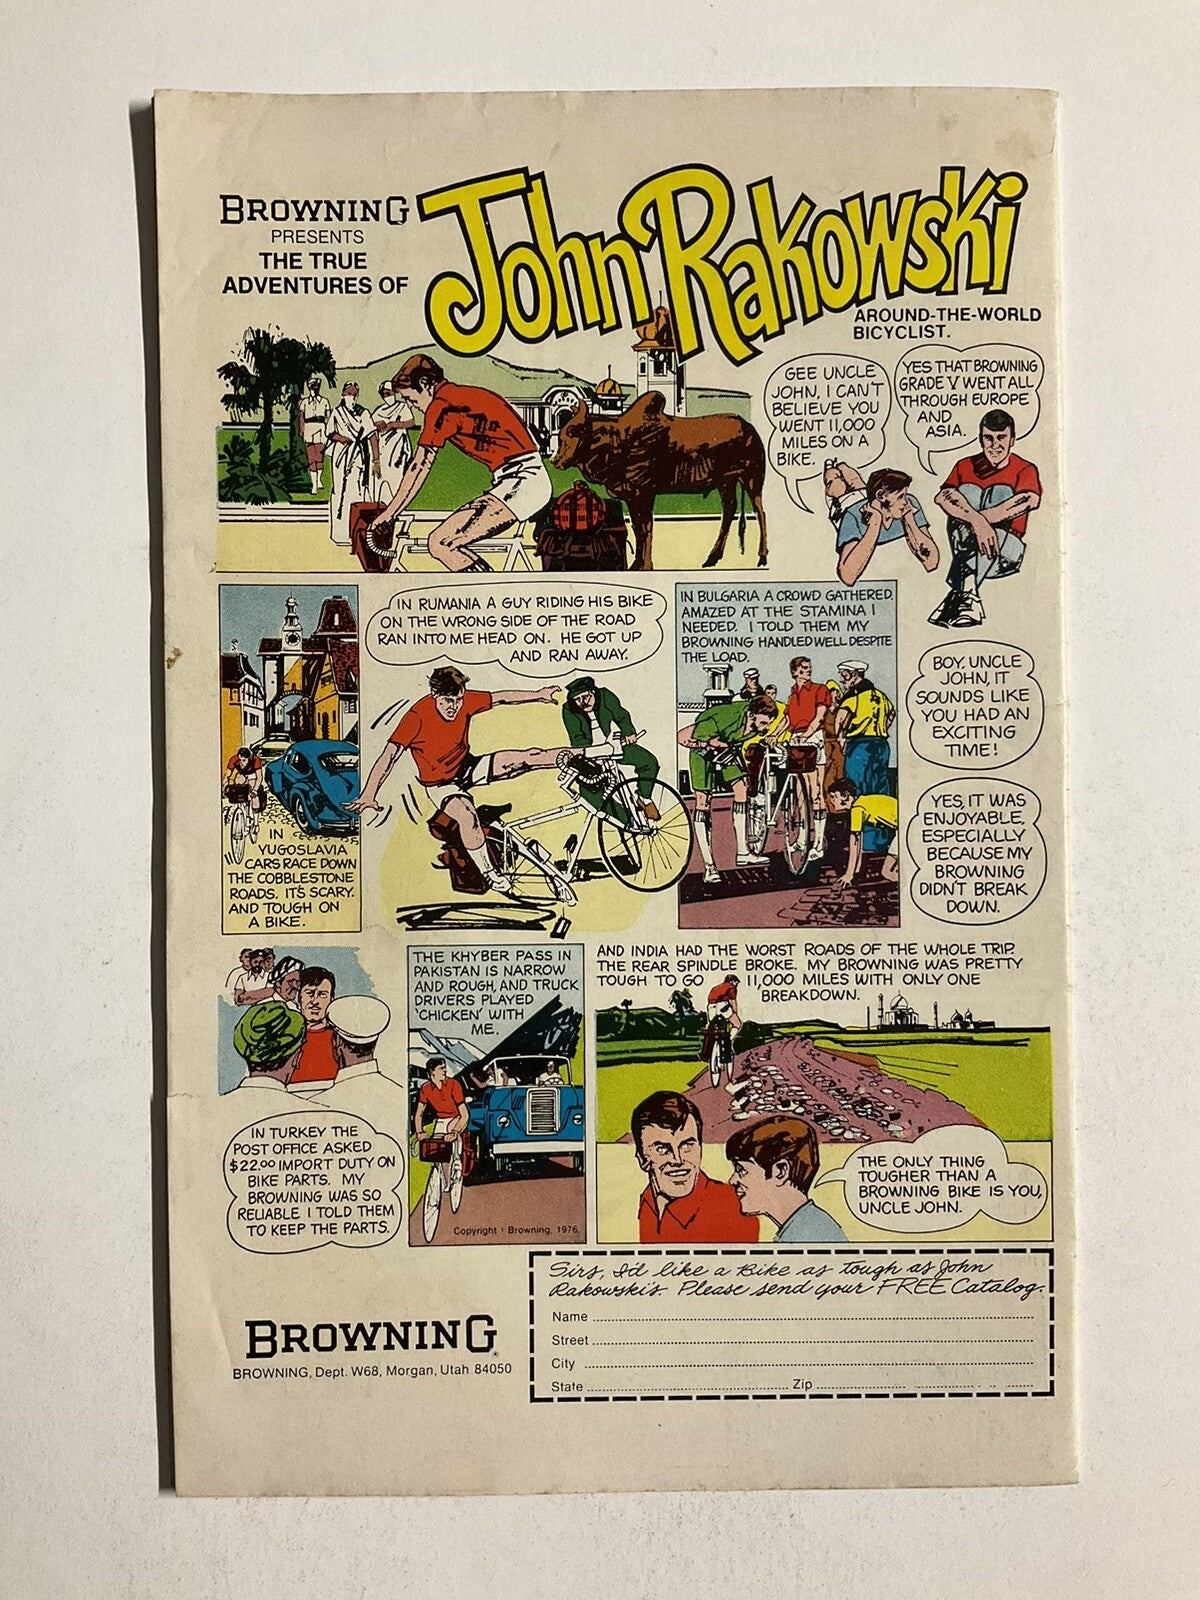 BROWNING
PRESENTS
THE TRUE
ADVENTURES OF
John Rakowski
AROUND-THE-WORLD
BICYCLIST.
GEE UNCLE
JOHN, I CAN'T
BELIEVE YOU
WENT 11,000
MILES ON A
BIKE.
YES THAT BROWNING
GRADE V WENT ALL
THROUGH EUROPE
AND
ASIA.
IN
YUGOSLAVIA
CARS RACE DOWN
THE COBBLESTONE
ROADS. IT'S SCARY.
AND TOUGH ON
A BIKE.
IN RUMANIA A GUY RIDING HIS BIKE
ON THE WRONG SIDE OF THE ROAD
RAN INTO ME HEAD ON. HE GOT UP
AND RAN AWAY.
IN BULGARIA A CROWD GATHERED.
AMAZED AT THE STAMINA I
NEEDED. I TOLD THEM MY
BROWNING HANDLED WELL DESPITE
THE LOAD.
BOY, UNCLE
JOHN, IT
SOUNDS LIKE
YOU HAD AN
EXCITING
TIME!
YES, IT WAS
ENJOYABLE,
ESPECIALLY
BECAUSE MY
BROWNING
DIDN'T BREAK
DOWN.
IN TURKEY THE
POST OFFICE ASKED
$22.00 IMPORT DUTY ON
BIKE PARTS. MY
BROWNING WAS SO
RELIABLE I TOLD THEM
TO KEEP THE PARTS.
THE KHYBER PASS IN
PAKISTAN IS NARROW
AND ROUGH, AND TRUCK
DRIVERS PLAYED
'CHICKEN' WITH
ME.
Copyright © Browning, 1976.
AND INDIA HAD THE WORST ROADS OF THE WHOLE TRIP.
THE REAR SPINDLE BROKE. MY BROWNING WAS PRETTY
TOUGH TO GO 11,000 MILES WITH ONLY ONE
BREAKDOWN.
THE ONLY THING
TOUGHER THAN A
BROWNING BIKE IS YOU,
UNCLE JOHN.
BROWNING®
BROWNING, Dept. W68, Morgan, Utah 84050
Sirs, I'd like a Bike as tough as John
Rakowski's. Please send your FREE Catalog.
Name
Street
City
State Zip